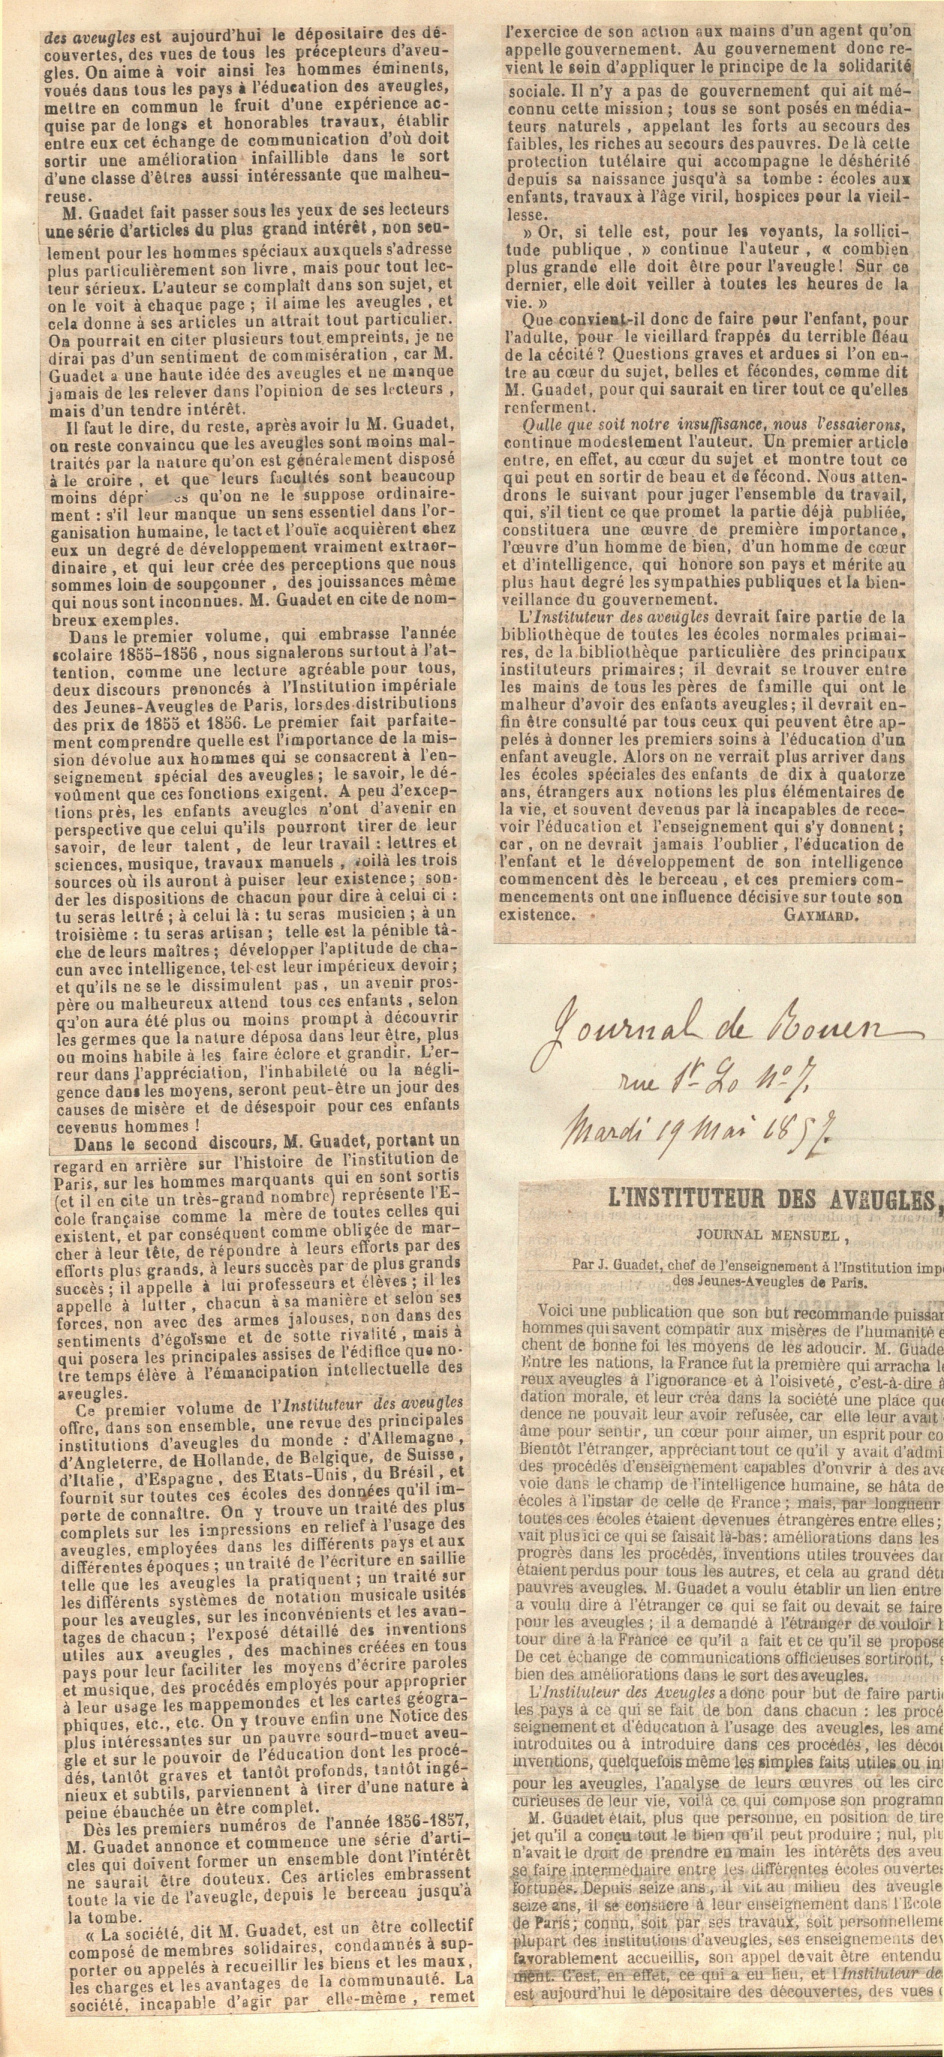 des aveugles est aujourd'hui le dépositaire des dé-
couvertes, des vues de tous les précepteurs d'aveu-
gles. On aime à voir ainsi les hommes éminents,
voués dans tous les pays à l'éducation des aveugles,
mettre en commun le fruit d'une expérience ac-
quise par de longs et honorables travaux, établir
entre eux cet échange de communication d'où doit
sortir une amélioration infaillible dans le sort
d'une classe d'êtres aussi intéressante que malheu-
reuse.
M. Guadet fait passer sous les yeux de ses lecteurs
une série d'articles du plus grand intérêt, non seu-
lement pour les hommes spéciaux auxquels s'adresse
plus particulièrement son livre, mais pour tout lec-
teur sérieux. L'auteur se complaît dans son sujet, et
on le voit à chaque page ; il aime les aveugles, et
cela donne à ses articles un attrait tout particulier.
On pourrait en citer plusieurs tout empreints, je ne
dirai pas d'un sentiment de commisération, car M.
Guadet a une haute idée des aveugles et ne manque
jamais de les relever dans l'opinion de ses lecteurs,
mais d'un tendre intérêt.
Il faut le dire, du reste, après avoir lu M. Guadet,
on reste convaincu que les aveugles sont moins mal-
traités par la nature qu'on est généralement disposé
à le croire, et que leurs facultés sont beaucoup
moins dépr es qu'on ne le suppose ordinaire-
ment : s'il leur manque un sens essentiel dans l'or-
ganisation humaine, le tact et l'ouïe acquièrent chez
eux un degré de développement vraiment extraor-
dinaire, et qui leur crée des perceptions que nous
sommes loin de soupçonner, des jouissances même
qui nous sont inconnues. M. Guadet en cite de nom-
breux exemples.
Dans le premier volume, qui embrasse l'année
scolaire 1855-1856, nous signalerons surtout à l'at-
tention, comme une lecture agréable pour tous,
deux discours prononcés à l'Institution impériale
des Jeunes-Aveugles de Paris, lors des distributions
des prix de 1855 et 1856. Le premier fait parfaite-
ment comprendre quelle est l'importance de la mis-
sion dévolue aux hommes qui se consacrent à l'en-
seignement spécial des aveugles ; le savoir, le dé-
voûment que ces fonctions exigent. A peu d'excep-
tions près, les enfants aveugles n'ont d'avenir en
perspective que celui qu'ils pourront tirer de leur
savoir, de leur talent, de leur travail : lettres et
sciences, musique, travaux manuels, voilà les trois
sources où ils auront à puiser leur existence ; son-
der les dispositions de chacun pour dire à celui ci :
tu seras lettré ; à celui là : tu seras musicien ; à un
troisième : tu seras artisan ; telle est la pénible tâ-
che de leurs maîtres ; développer l'aptitude de cha-
cun avec intelligence, tel est leur impérieux devoir ;
et qu'ils ne se le dissimulent pas, un avenir pros-
père ou malheureux attend tous ces enfants, selon
qu'on aura été plus ou moins prompt à découvrir
les germes que la nature déposa dans leur être, plus
ou moins habile à les faire éclore et grandir. L'er-
reur dans l'appréciation, l'inhabileté ou la négli-
gence dans les moyens, seront peut-être un jour des
causes de misère et de désespoir pour ces enfants
cevenus hommes !
Dans le second discours, M. Guadet, portant un
regard en arrière sur l'histoire de l'institution de
Paris, sur les hommes marquants qui en sont sortis
(et il en cite un très-grand nombre) représente l'E-
cole française comme la mère de toutes celles qui
existent, et par conséquent comme obligée de mar-
cher à leur tête, de répondre à leurs efforts par des
efforts plus grands, à leurs succès par de plus grands
succès ; il appelle à lui professeurs et élèves ; il les
appelle à lutter, chacun à sa manière et selon ses
forces, non avec des armes jalouses, non dans des
sentiments d'égoïsme et de sotte rivalité, mais à
qui posera les principales assises de l'édifice que no-
tre temps élève à l'émancipation intellectuelle des
aveugles.
Ce premier volume de l'Instituteur des aveugles
offre, dans son ensemble, une revue des principales
institutions d'aveugles du monde : d'Allemagne,
d'Angleterre, de Hollande, de Belgique, de Suisse,
d'Italie, d'Espagne, des Etats-Unis, du Brésil, et
fournit sur toutes ces écoles des données qu'il im-
porte de connaître. On y trouve un traité des plus
complets sur les impressions en relief à l'usage des
aveugles, employées dans les différents pays et aux
différentes époques ; un traité de l'écriture en saillie
telle que les aveugles la pratiquent ; un traité sur
les différents systèmes de notation musicale usités
pour les aveugles, sur les inconvénients et les avan-
tages de chacun ; l'exposé détaillé des inventions
utiles aux aveugles, des machines créées en tous
pays pour leur faciliter les moyens d'écrire paroles
et musique, des procédés employés pour approprier
à leur usage les mappemondes et les cartes géogra-
phiques, etc., etc. On y trouve enfin une Notice des
plus intéressantes sur un pauvre sourd-muet aveu-
gle et sur le pouvoir de l'éducation dont les procé-
dés, tantôt graves et tantôt profonds, tantôt ingé-
nieux et subtils, parviennent à tirer d'une nature à
peine ébauchée un être complet.
Dès les premiers numéros de l'année 1856-1857,
M. Guadet annonce et commence une série d'arti-
cles qui doivent former un ensemble dont l'intérêt
ne saurait être douteux. Ces articles embrassent
toute la vie de l'aveugle, depuis le berceau jusqu'à
la tombe.
« La société, dit M. Guadet, est un être collectif
composé de membres solidaires, condamnés à sup-
porter ou appelés à recueillir les biens et les maux,
les charges et les avantages de la communauté. La
société, incapable d'agir par elle-même, remet
l'exercice de son action aux mains d'un agent qu'on
appelle gouvernement. Au gouvernement donc re-
vient le soin d'appliquer le principe de la solidarité
sociale. Il n'y a pas de gouvernement qui ait mé-
connu cette mission ; tous se sont posés en média-
teurs naturels, appelant les forts au secours des
faibles, les riches au secours des pauvres. De là cette
protection tutélaire qui accompagne le déshérité
depuis sa naissance jusqu'à sa tombe : écoles aux
enfants, travaux à l'âge viril, hospices pour la vieil-
lesse.
» Or, si telle est, pour les voyants, la sollici-
tude publique, » continue l'auteur, « combien
plus grande elle doit être pour l'aveugle! Sur ce
dernier, elle doit veiller à toutes les heures de la
vie. »
Que convient-il donc de faire pour l'enfant, pour
l'adulte, pour le vieillard frappés du terrible fléau
de la cécité ? Questions graves et ardues si l'on en-
tre au cœur du sujet, belles et fécondes, comme dit
M. Guadet, pour qui saurait en tirer tout ce qu'elles
renferment.
Qulle que soit notre insuffisance, nous l'essaierons,
continue modestement l'auteur. Un premier article
entre, en effet, au cœur du sujet et montre tout ce
qui peut en sortir de beau et de fécond. Nous atten-
drons le suivant pour juger l'ensemble du travail,
qui, s'il tient ce que promet la partie déjà publiée,
constituera une œuvre de première importance,
l'œuvre d'un homme de bien, d'un homme de cœur
et d'intelligence, qui honore son pays et mérite au
plus haut degré les sympathies publiques et la bien-
veillance du gouvernement.
L'Instituteur des aveugles devrait faire partie de la
bibliothèque de toutes les écoles normales primai-
res, de la bibliothèque particulière des principaux
instituteurs primaires ; il devrait se trouver entre
les mains de tous les pères de famille qui ont le
malheur d'avoir des enfants aveugles ; il devrait en-
fin être consulté par tous ceux qui peuvent être ap-
pelés à donner les premiers soins à l'éducation d'un
enfant aveugle. Alors on ne verrait plus arriver dans
les écoles spéciales des enfants de dix à quatorze
ans, étrangers aux notions les plus élémentaires de
la vie, et souvent devenus par là incapables de rece-
voir l'éducation et l'enseignement qui s'y donnent ;
car, on ne devrait jamais l'oublier, l'éducation de
l'enfant et le développement de son intelligence
commencent dès le berceau, et ces premiers com-
mencements ont une influence décisive sur toute son
existence. GAYMARD.
Journal de Rouen
rue St Lo No 7.
Mardi 19 Mai 1857.
L'INSTITUTEUR DES AVEUGLES,
JOURNAL MENSUEL,
Par J. Guadet, chef de l'enseignement à l'Institution impé
des Jeunes-Aveugles de Paris.
Voici une publication que son but recommande puissam
hommes qui savent compatir aux misères de l'humanité e
chent de bonne foi les moyens de les adoucir. M. Guade
Entre les nations, la France fut la première qui arracha le
reux aveugles à l'ignorance et à l'oisiveté, c'est-à-dire à
dation morale, et leur créa dans la société une place que
dence ne pouvait leur avoir refusée, car elle leur avait
âme pour sentir, un cœur pour aimer, un esprit pour co
Bientôt l'étranger, appréciant tout ce qu'il y avait d'admi
des procédés d'enseignement capables d'onvrir à des ave
voie dans le champ de l'intelligence humaine, se hâta de
écoles à l'instar de celle de France ; mais, par longueur
toutes ces écoles étaient devenues étrangères entre elles ;
vait plus ici ce qui se faisait là-bas: améliorations dans les
progrès dans les procédés, inventions utiles trouvées dan
étaient perdus pour tous les autres, et cela au grand détr
pauvres aveugles. M. Guadet a voulu établir un lien entre
a voulu dire à l'étranger ce qui se fait ou devait se faire
pour les aveugles ; il a demandé à l'étranger de vouloir l
tour dire à la France ce qu'il a fait et ce qu'il se propose
De cet échange de communications officieuses sortiront, s
bien des améliorations dans le sort des aveugles.
L'Instituteur des Aveugles a donc pour but de faire parti
les pays à ce qui se fait de bon dans chacun : les procé
seignement et d'éducation à l'usage des aveugles, les amé
introduites ou à introduire dans ces procédés, les décou
inventions, quelquefois même les simples faits utiles ou int
pour les aveugles, l'analyse de leurs œuvres ou les circ
curieuses de leur vie, voilà ce qui compose son programm
M. Guadet était, plus que personne, en position de tire
jet qu'il a conçu tout le bien qu'il peut produire ; nul, plu
n'avait le droit de prendre en main les intérêts des aveu
se faire intermédiaire entre les différentes écoles ouvertes
fortunés. Depuis seize ans, il vit au milieu des aveugle
seize ans, il se consacre à leur enseignement dans l'Ecole
de Paris ; connu, soit par ses travaux, soit personnelleme
plupart des institutions d'aveugles, ses enseignements dev
favorablement accueillis, son appel devait être entendu
ment. C'est, en effet, ce qui a eu lieu, et l'Instituteur de
est aujourd'hui le dépositaire des découvertes, des vues d